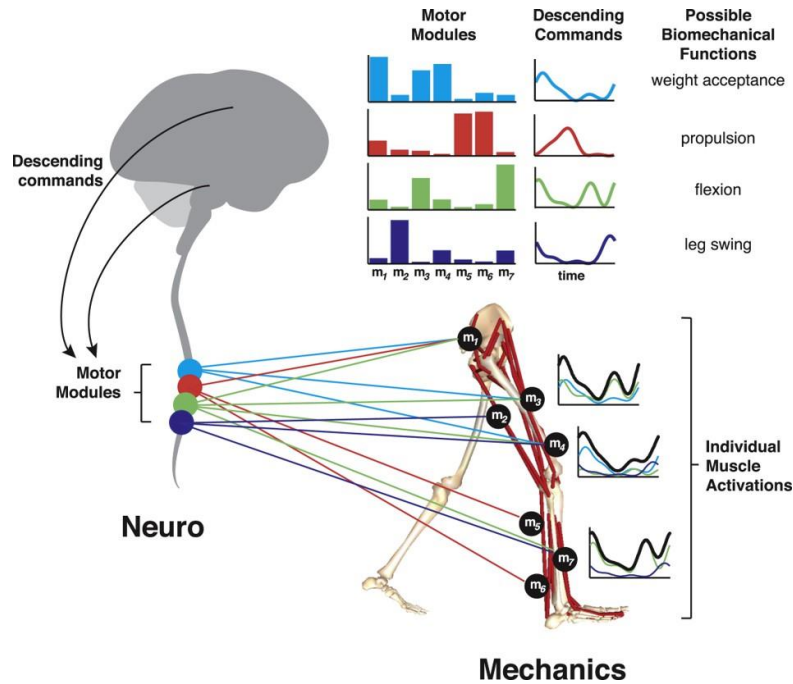 Motor
Modules
Descending
Commands
Possible
Biomechanical
Functions
weight acceptance
propulsion
flexion
leg swing
m1 m2 m3 m4 m5 m6 m7
time
Descending
commands
Motor
Modules
Neuro
m1
m3
m2
m4
m5
m7
m6
Individual
Muscle
Activations
Mechanics